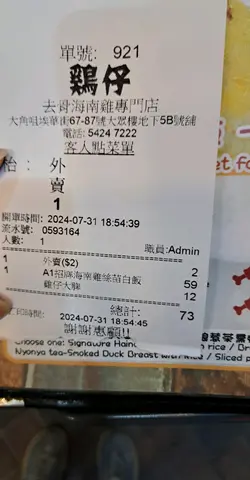 單號: 921
鷄仔
去骨海南雞專門店
大角咀埃華街67-87號大眾樓地下5B號舖
電話: 5424 7222
客人點菜單
枱:
外
賣
1
開單時間: 2024-07-31 18:54:39
流水號: 0593164
人數: 1 職員:Admin
1 外賣($2) 2
1 A1招牌海南雞絲苗白飯 59
雞仔大脾 12
總計: 73
2024-07-31 18:54:45
謝謝惠顧!!
Choose one: Signature Hain
Nyonya tea-Smoked Duck Breast with Rice / Sliced